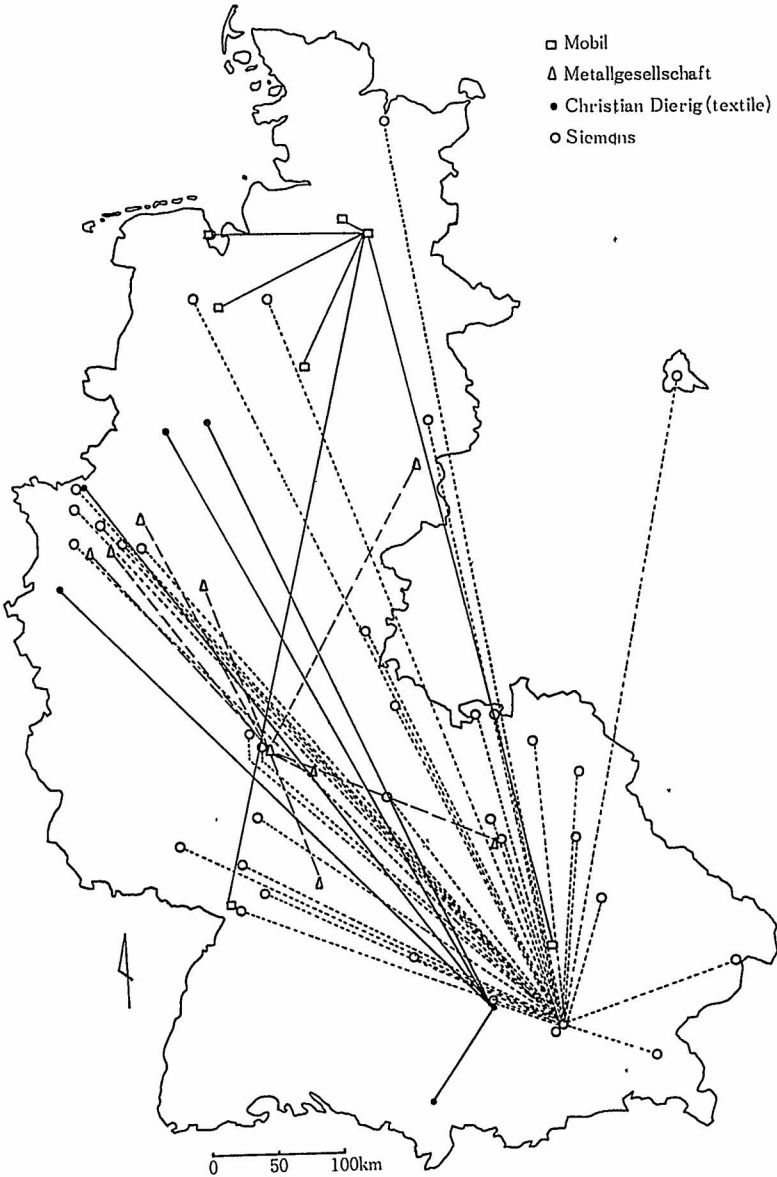 Mobil
Metallgesellschaft
Christian Dierig (textile)
Siemens
0 50 100km